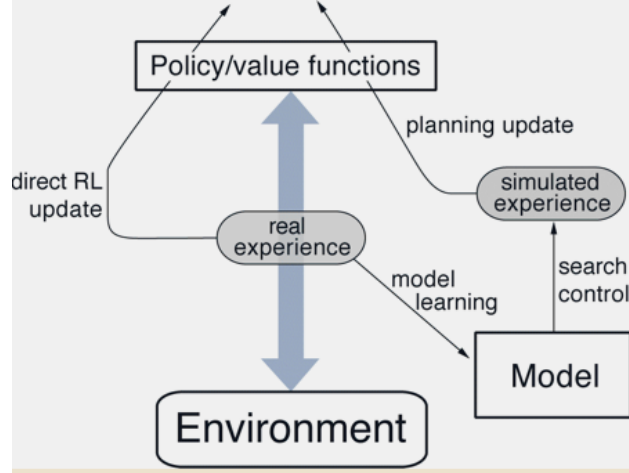 Policy/value functions
planning update
direct RL
update
simulated
experience
real
experience
model
learning
search
control
Model
Environment